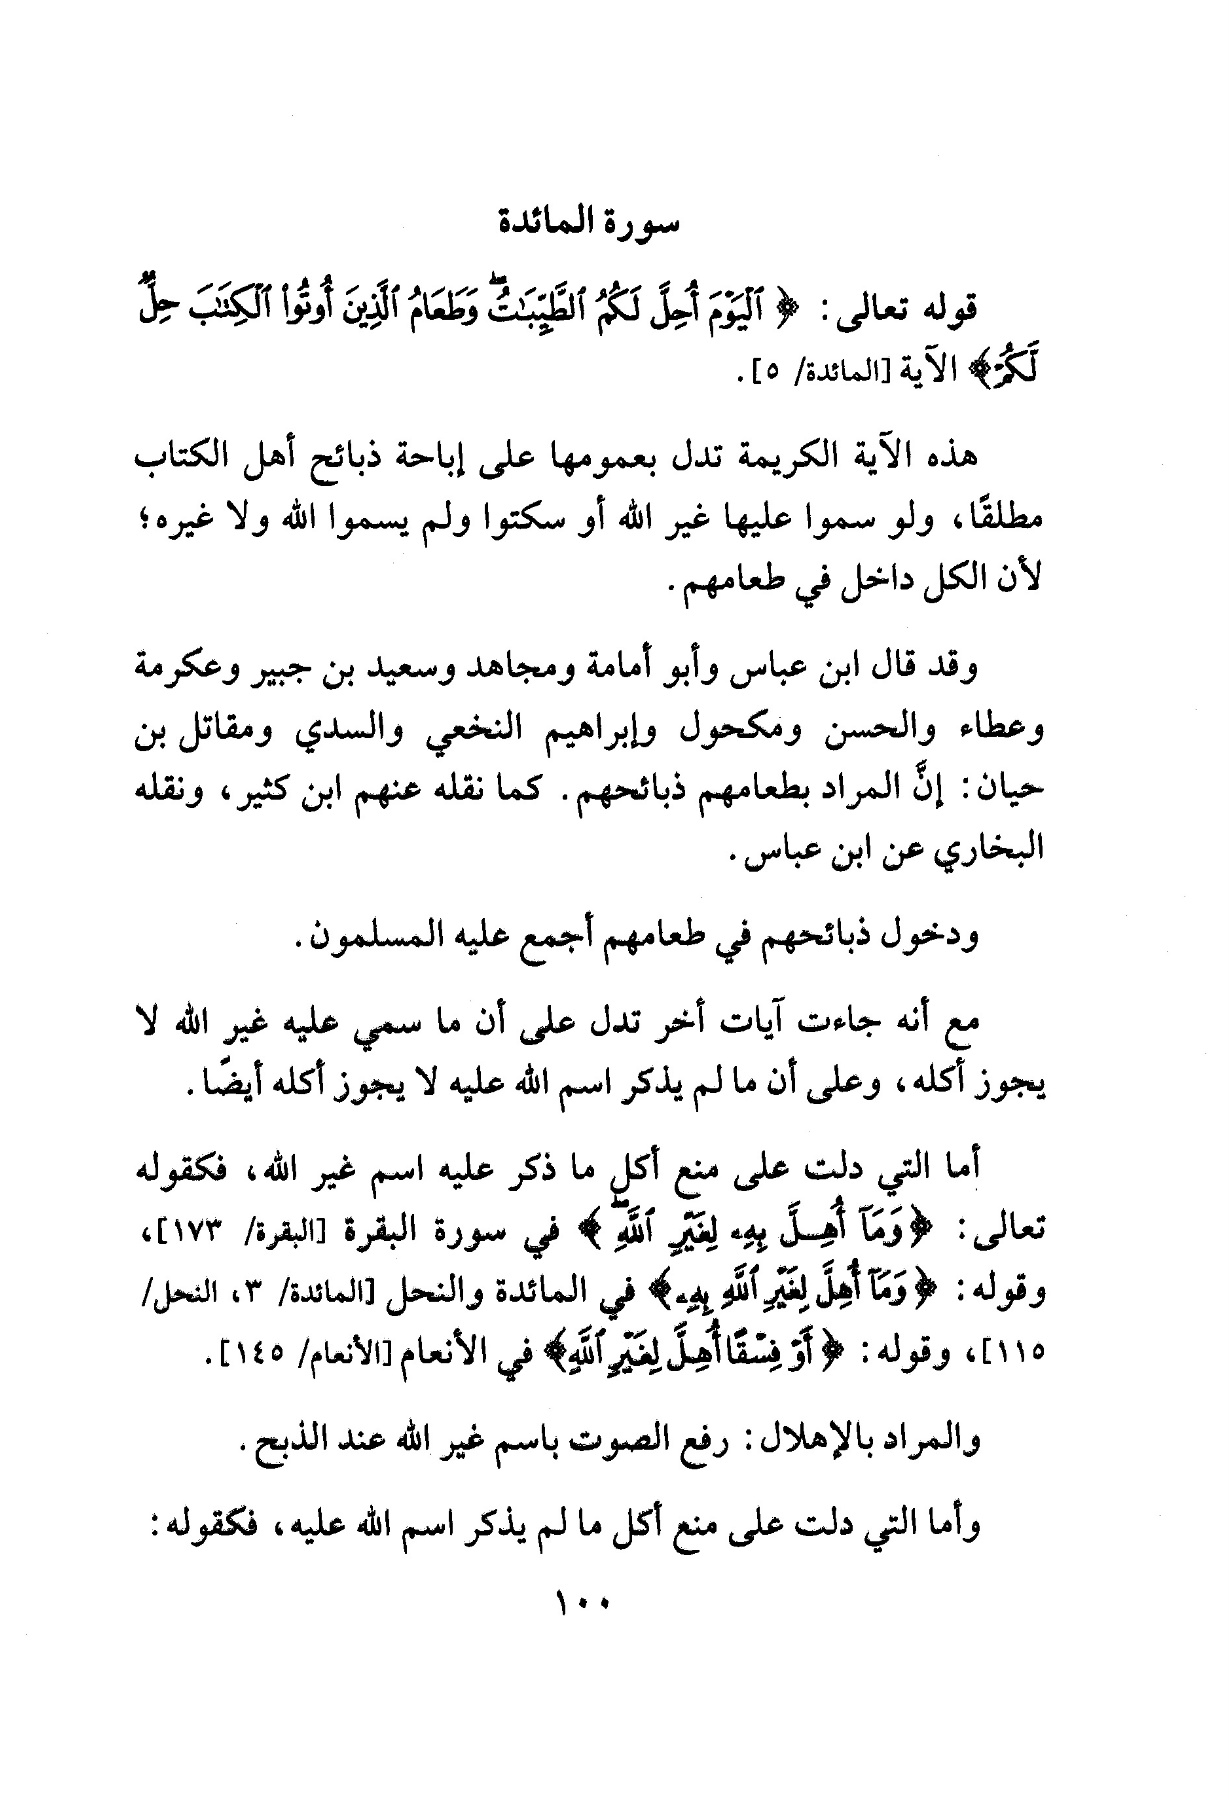 سورة المائدة
قوله تعالى: ﴿ ٱلۡيَوۡمَ أُحِلَّ لَكُمُ ٱلطَّيِّبَٰتُۖ وَطَعَامُ ٱلَّذِينَ أُوتُواْ ٱلۡكِتَٰبَ حِلّٞ
لَّكُمۡ﴾ الآية [المائدة/ ٥].
هذه الآية الكريمة تدل بعمومها على إباحة ذبائح أهل الكتاب
مطلقًا، ولو سموا عليها غير الله أو سكتوا ولم يسموا الله ولا غيره؛
لأن الكل داخل في طعامهم.
وقد قال ابن عباس وأبو أمامة ومجاهد وسعيد بن جبير وعكرمة
وعطاء والحسن ومكحول وإبراهيم النخعي والسدي ومقاتل بن
حيان: إنَّ المراد بطعامهم ذبائحهم. كما نقله عنهم ابن كثير، ونقله
البخاري عن ابن عباس.
ودخول ذبائحهم في طعامهم أجمع عليه المسلمون.
مع أنه جاءت آيات أخر تدل على أن ما سمي عليه غير الله لا
يجوز أكله، وعلى أن ما لم يذكر اسم الله عليه لا يجوز أكله أيضًا.
أما التي دلت على منع أكل ما ذكر عليه اسم غير الله، فكقوله
تعالى: ﴿ وَمَآ أُهِلَّ بِهِۦ لِغَيۡرِ ٱللَّهِۖ ﴾ في سورة البقرة [البقرة/ ١٧٣]،
وقوله: ﴿ وَمَآ أُهِلَّ لِغَيۡرِ ٱللَّهِ بِهِۦ﴾ في المائدة والنحل [المائدة/ ٣، النحل/
١١٥]، وقوله: ﴿ أَوۡ فِسۡقًا أُهِلَّ لِغَيۡرِ ٱللَّهِ﴾ في الأنعام [الأنعام/ ١٤٥].
والمراد بالإهلال: رفع الصوت باسم غير الله عند الذبح.
وأما التي دلت على منع أكل ما لم يذكر اسم الله عليه، فكقوله:
١٠٠